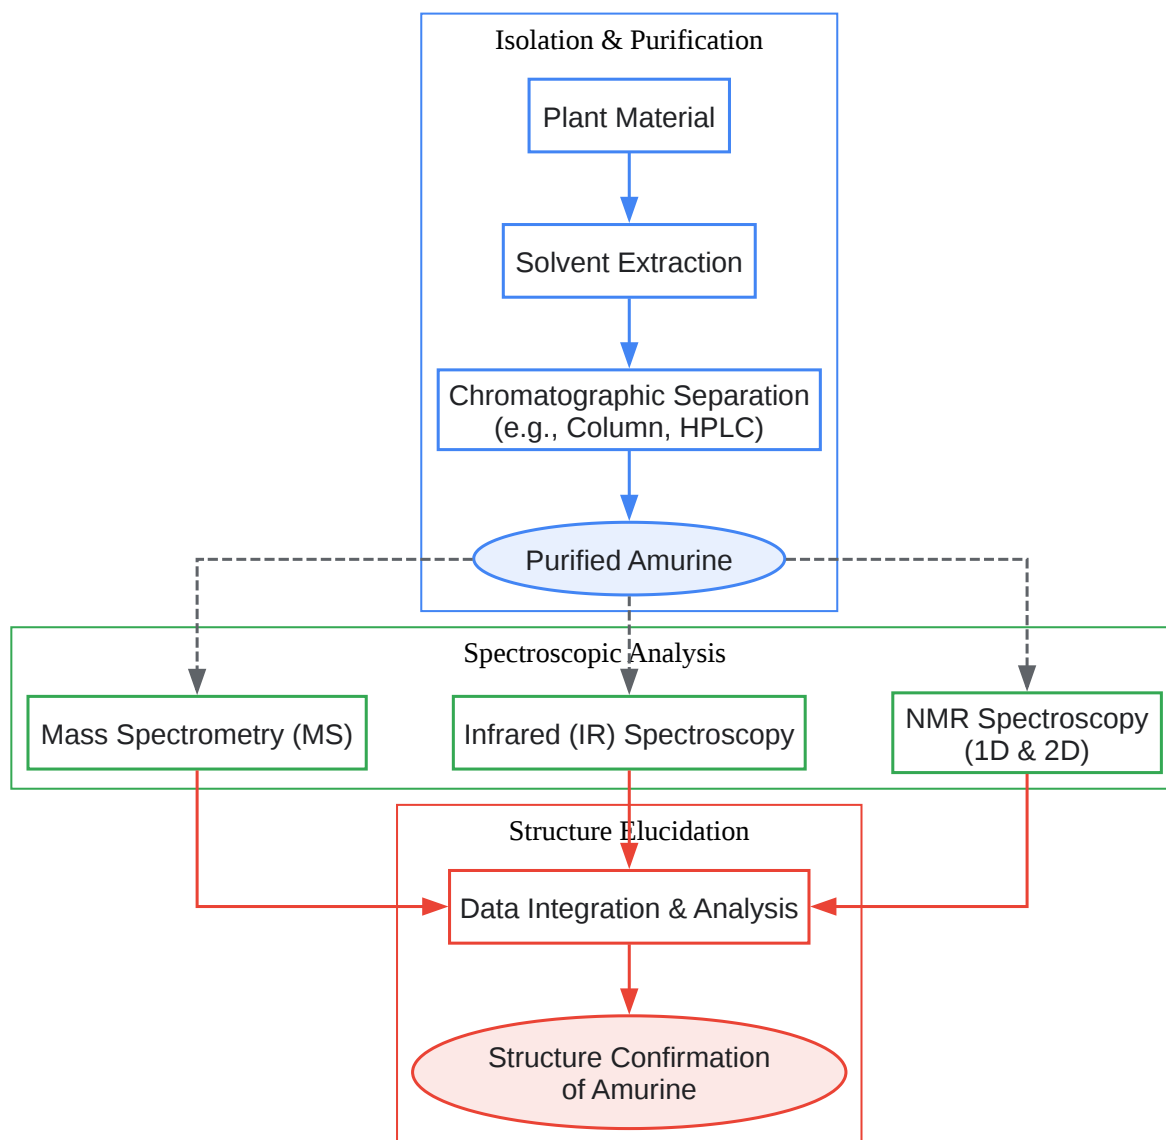 Isolation & Purification
Plant Material
Solvent Extraction
Chromatographic Separation
(e.g., Column, HPLC)
Purified Amurine
Spectroscopic Analysis
Mass Spectrometry (MS)
Infrared (IR) Spectroscopy
NMR Spectroscopy
(1D & 2D)
Structure Elucidation
Data Integration & Analysis
Structure Confirmation
of Amurine